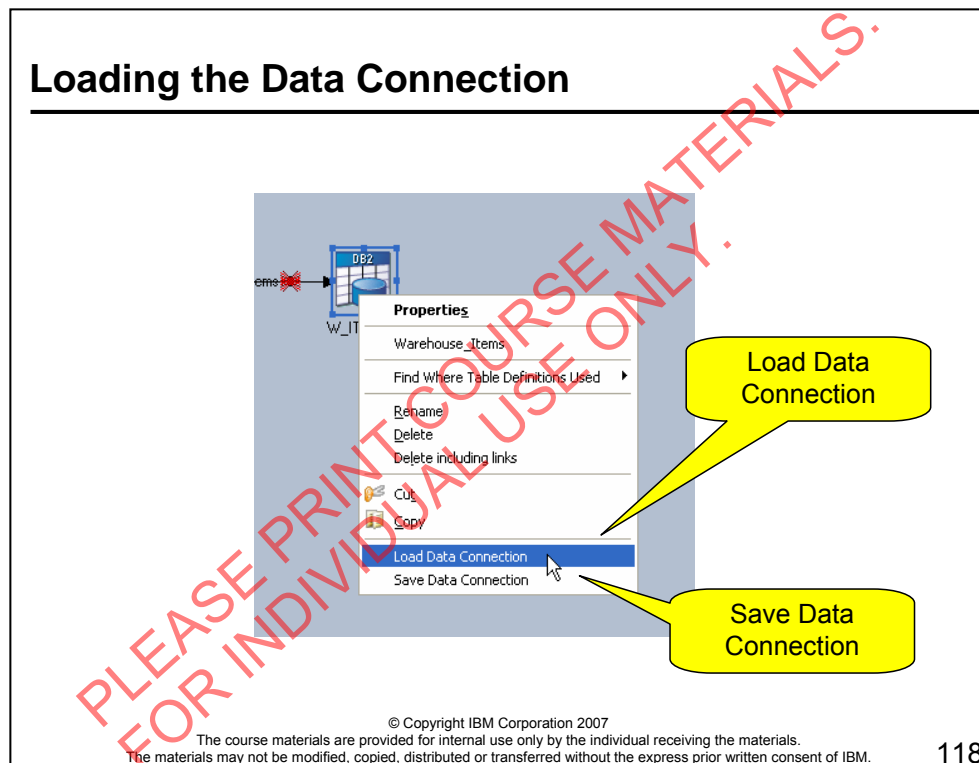 Loading the Data Connection
PLEASE PRINT COURSE MATERIALS.
FOR INDIVIDUAL USE ONLY.
DB2
ems
W_IT
Properties
Warehouse_Items
Find Where Table Definitions Used
Rename
Delete
Delete including links
Cut
Copy
Load Data Connection
Save Data Connection
Load Data
Connection
Save Data
Connection
© Copyright IBM Corporation 2007
The course materials are provided for internal use only by the individual receiving the materials.
The materials may not be modified, copied, distributed or transferred without the express prior written consent of IBM.
118